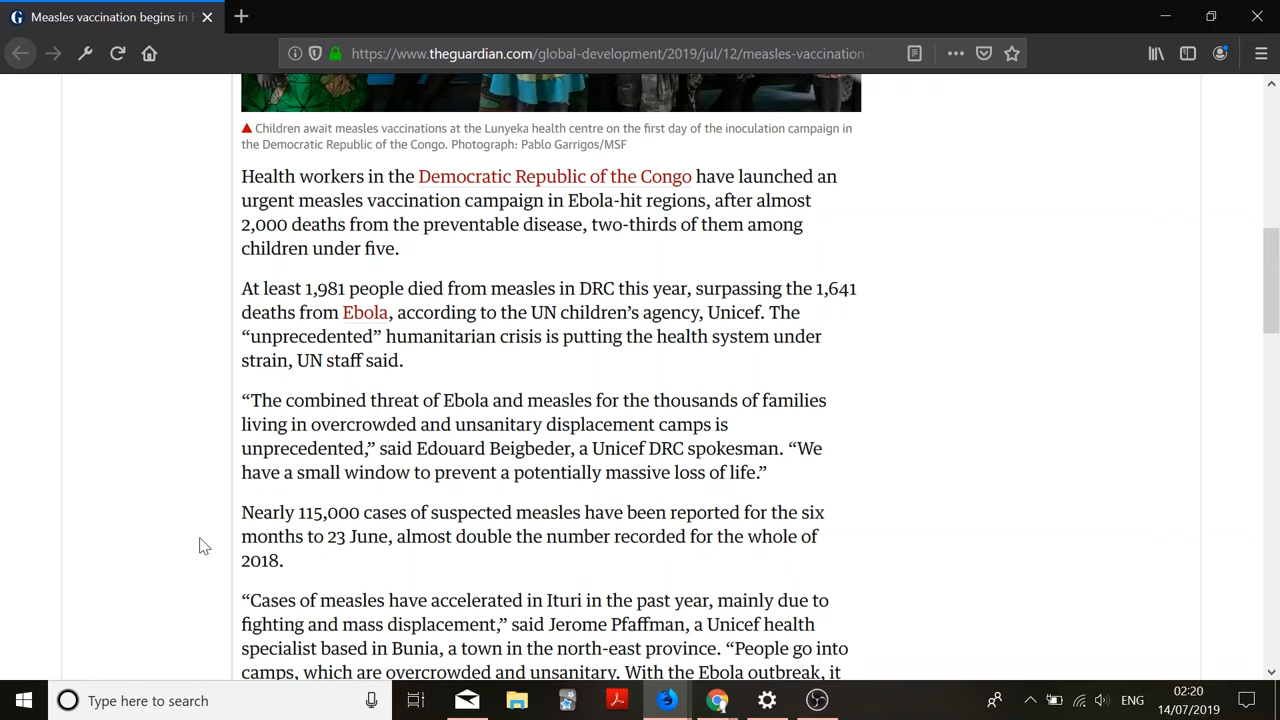 Measles vaccination begins in
https://www.theguardian.com/global-development/2019/jul/12/measles-vaccination-
Children await measles vaccinations at the Lunyeka health centre on the first day of the inoculation campaign in
the Democratic Republic of the Congo. Photograph: Pablo Garrigos/MSF
Health workers in the Democratic Republic of the Congo have launched an
urgent measles vaccination campaign in Ebola-hit regions, after almost
2,000 deaths from the preventable disease, two-thirds of them among
children under five.
At least 1,981 people died from measles in DRC this year, surpassing the 1,641
deaths from Ebola, according to the UN children’s agency, Unicef. The
“unprecedented” humanitarian crisis is putting the health system under
strain, UN staff said.
“The combined threat of Ebola and measles for the thousands of families
living in overcrowded and unsanitary displacement camps is
unprecedented,” said Edouard Beigbeder, a Unicef DRC spokesman. “We
have a small window to prevent a potentially massive loss of life.”
Nearly 115,000 cases of suspected measles have been reported for the six
months to 23 June, almost double the number recorded for the whole of
2018.
“Cases of measles have accelerated in Ituri in the past year, mainly due to
fighting and mass displacement,” said Jerome Pfaffman, a Unicef health
specialist based in Bunia, a town in the north-east province. “People go into
camps, which are overcrowded and unsanitary. With the Ebola outbreak, it
Type here to search
ENG
02:20
14/07/2019